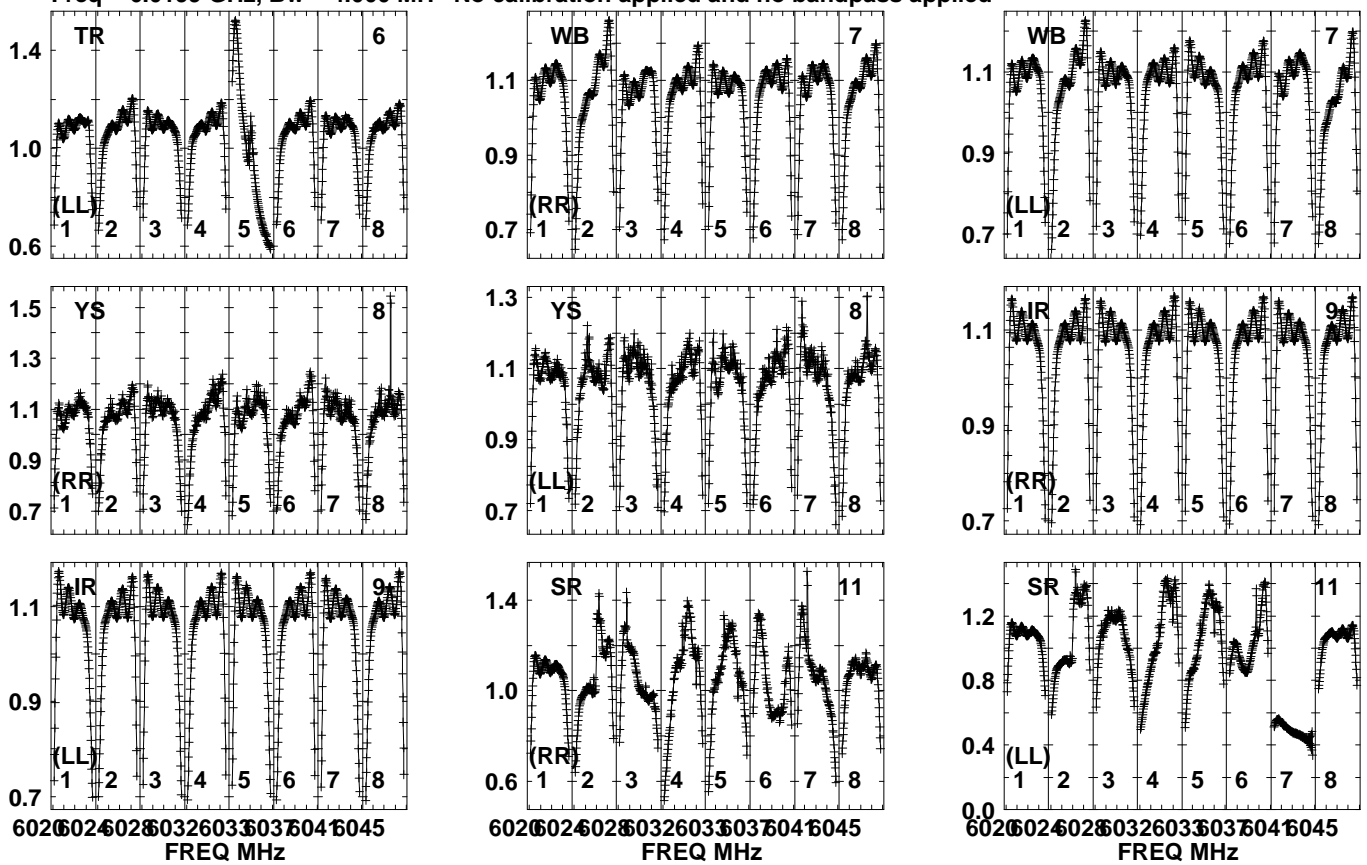 No calibration applied and no bandpass applied
1.4 TR 6
1.0
(LL)
0.6 1 2 3 4 5 6 7 8
WB 7
1.1
0.9
(RR)
0.7 1 2 3 4 5 6 7 8
WB 7
1.1
0.9
(LL)
0.7 1 2 3 4 5 6 7 8
1.5 YS 8
1.3
1.1
0.9
(RR)
0.7 1 2 3 4 5 6 7 8
1.3 YS 8
1.1
0.9
(LL)
0.7 1 2 3 4 5 6 7 8
1.1 IR 9
0.9
(RR)
0.7 1 2 3 4 5 6 7 8
IR 9
1.1
0.9
(LL)
0.7 1 2 3 4 5 6 7 8
6020 6024 6028 6032 6033 6037 6041 6045
FREQ MHz
SR 11
1.4
1.0
(RR)
0.6 1 2 3 4 5 6 7 8
6020 6024 6028 6032 6033 6037 6041 6045
FREQ MHz
SR 11
1.2
0.8
0.4
(LL)
0.0 1 2 3 4 5 6 7 8
6020 6024 6028 6032 6033 6037 6041 6045
FREQ MHz